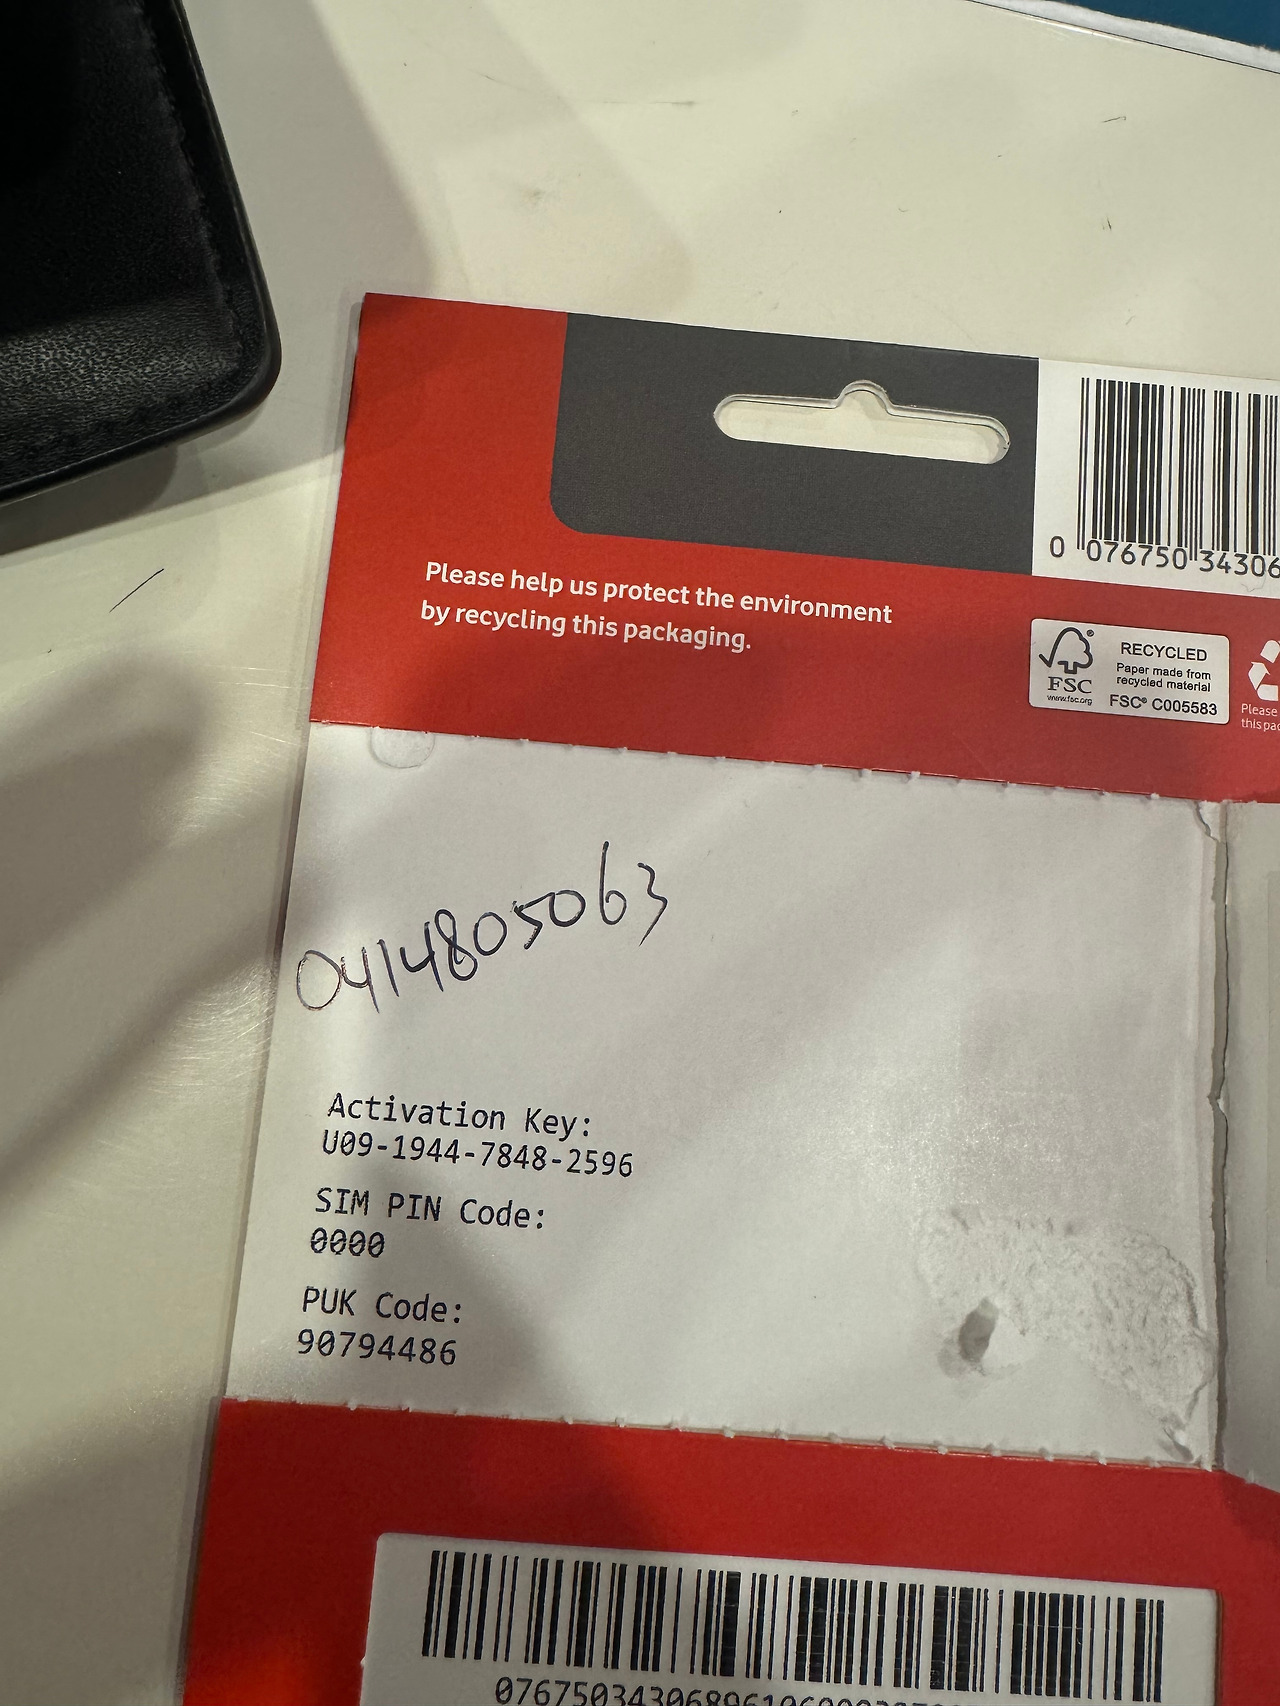 0 076750 34306
Please help us protect the environment
by recycling this packaging.
FSC
www.fsc.org
RECYCLED
Paper made from
recycled material
FSC® C005583
Please
this
0414805063
Activation Key:
U09-1944-7848-2596
SIM PIN Code:
0000
PUK Code:
90794486